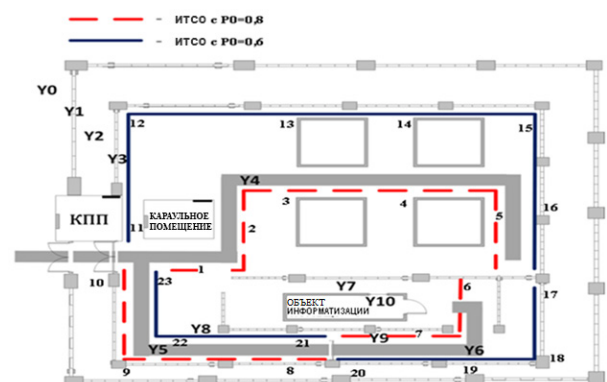 – ИТСО с P0=0,8
– ИТСО с P0=0,6
Y0
Y1
Y2
Y3
12
13
14
15
Y4
КПП
КАРАУЛЬНОЕ
ПОМЕЩЕНИЕ
11
3
4
5
16
2
10
23
1
Y7
6
17
ОБЪЕКТ
ИНФОРМАТИЗАЦИИ
Y10
Y8
7
22
21
Y9
Y5
Y6
18
9
8
20
19